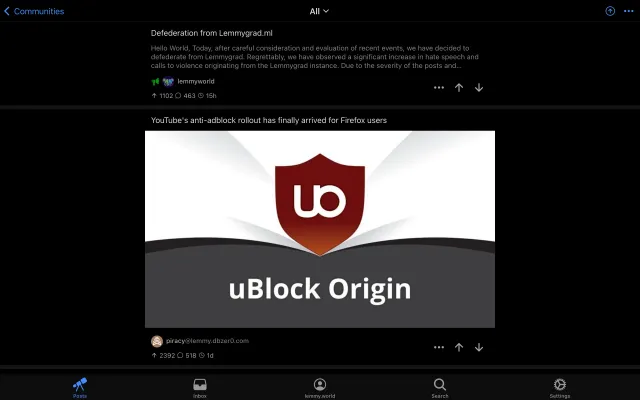 Communities
All
Defederation from Lemmygrad.ml
Hello World, Today, after careful consideration and evaluation of recent events, we have decided to
defederate from Lemmygrad. Regrettably, we have observed a significant increase in hate speech and
calls to violence originating from the Lemmygrad instance. Due to the severity of the posts and...
lemmyworld
1102 463 15h
YouTube's anti-adblock rollout has finally arrived for Firefox users
uO
uBlock Origin
piracy@lemmy.dbzer0.com
2392 518 1d
Posts
Inbox
lemmy.world
Search
Settings